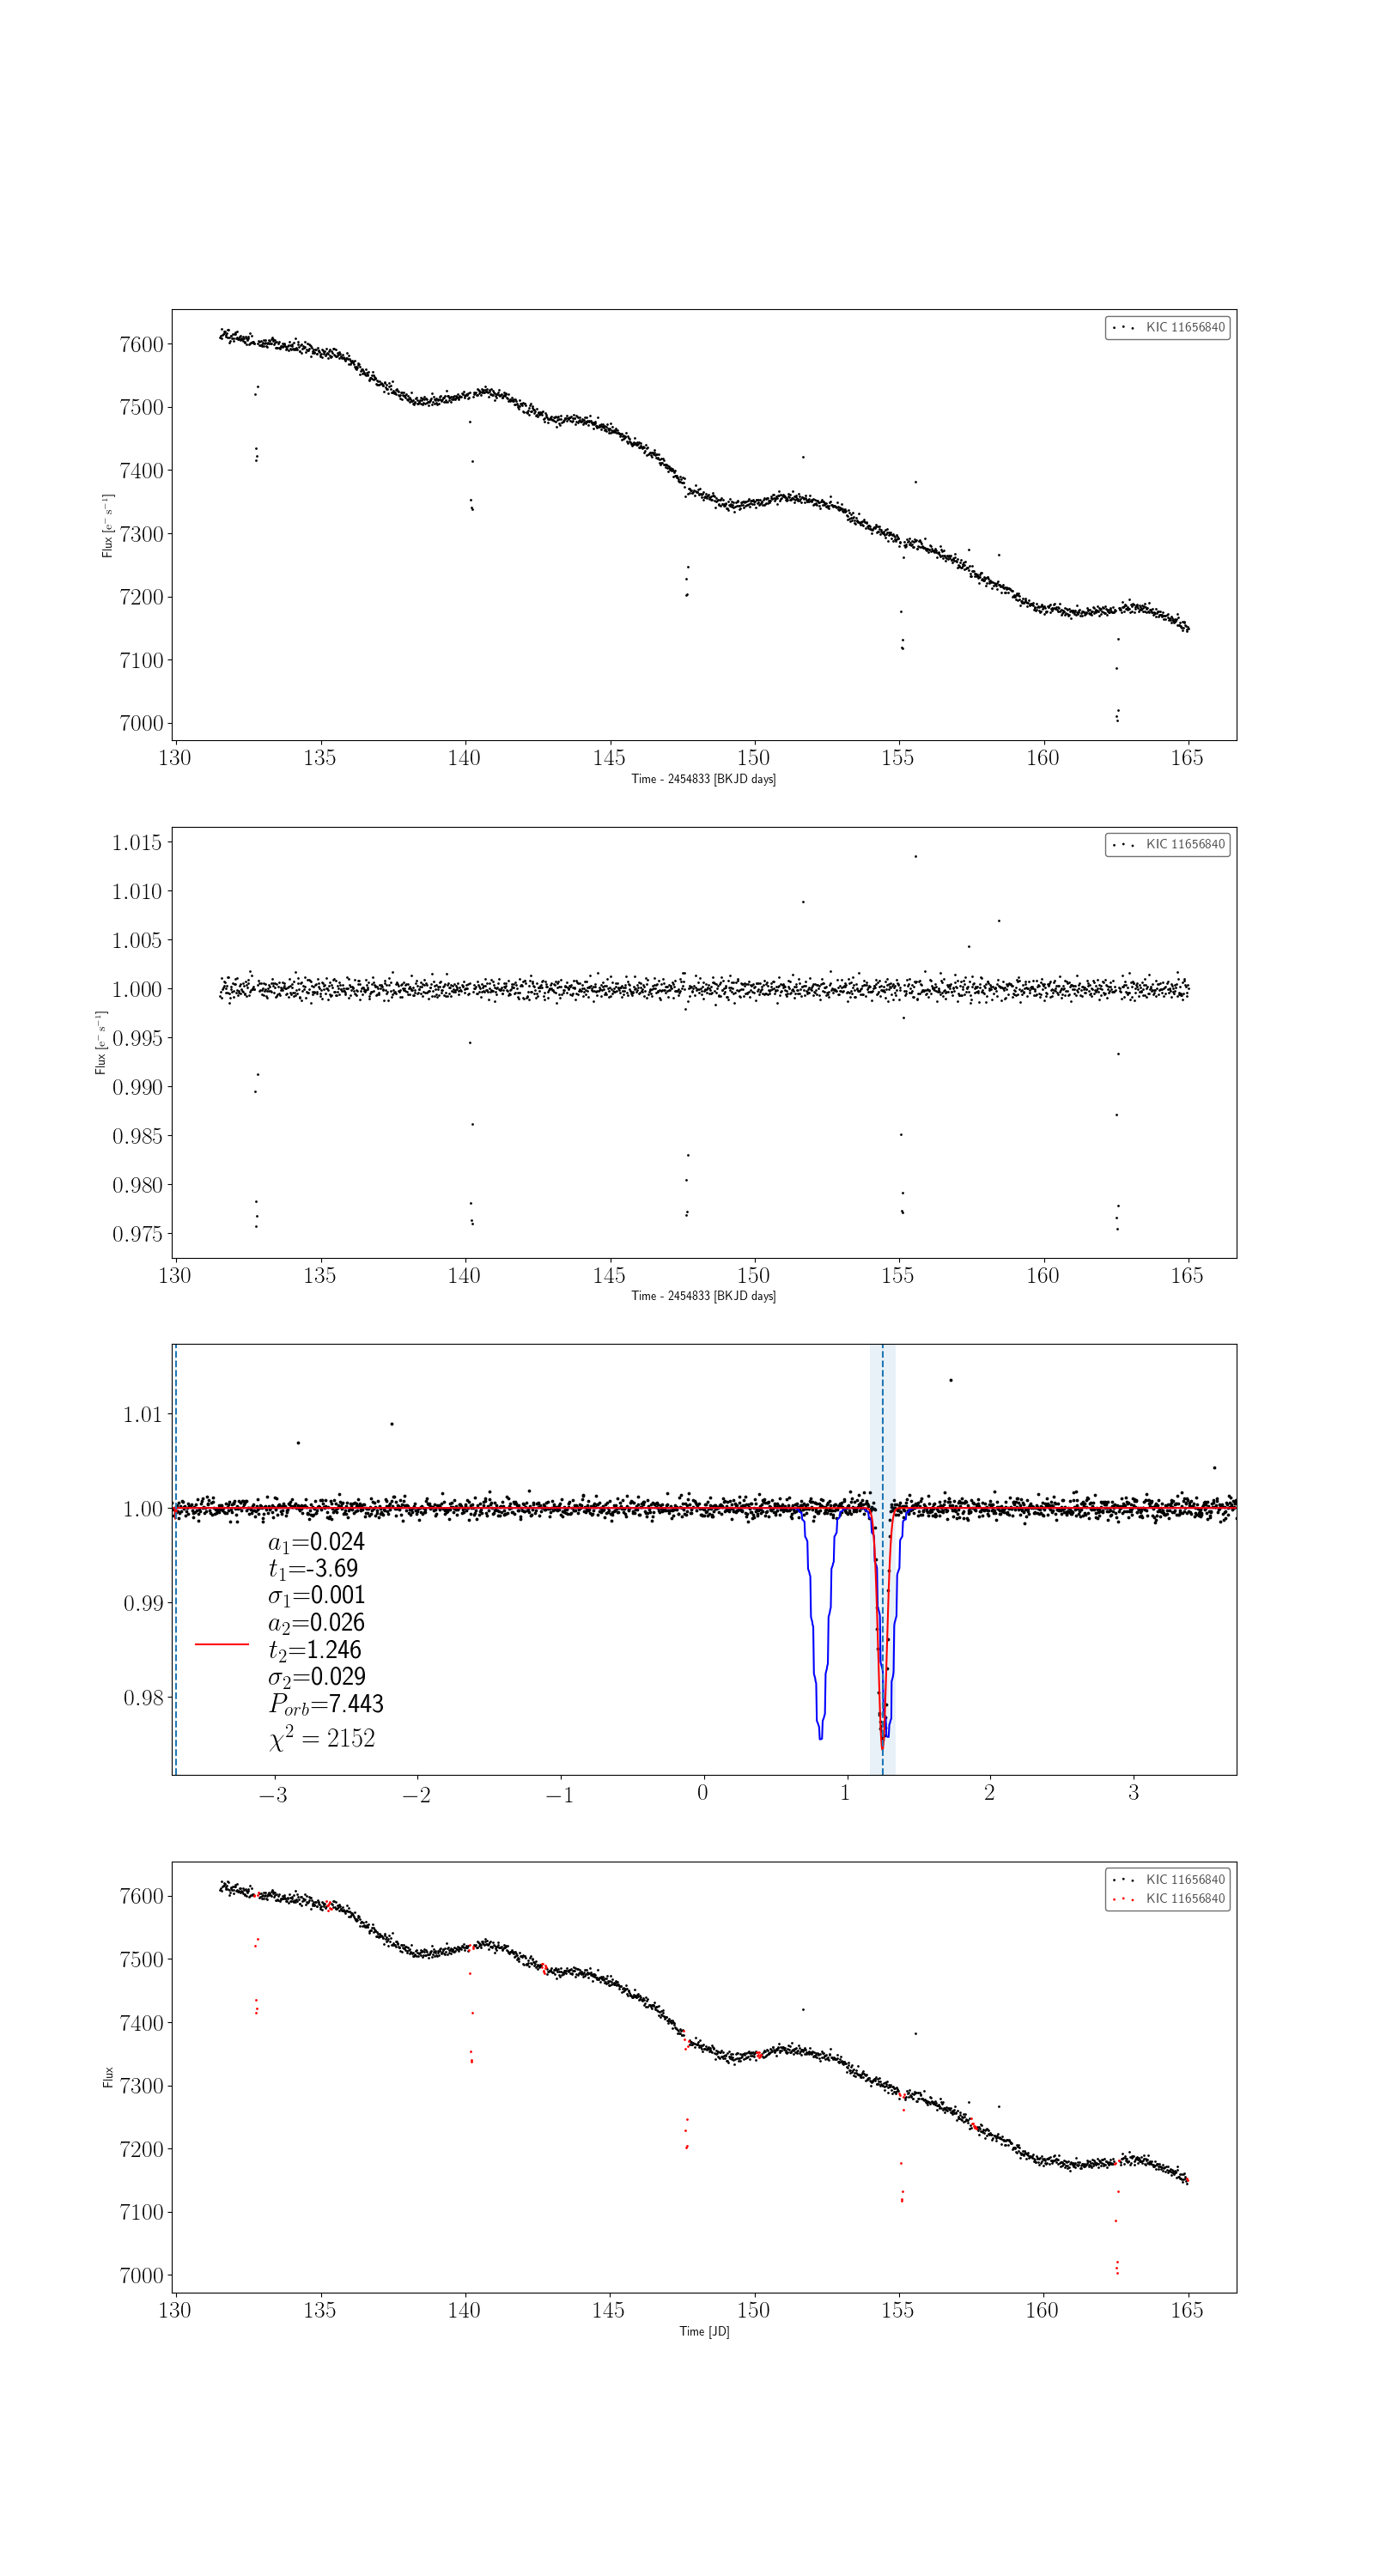 KIC 11656840
7600
7500
7400
7300
7200
7100
7000
Flux [e⁻ s⁻¹]
130 135 140 145 150 155 160 165
Time - 2454833 [BKJD days]
KIC 11656840
1.015
1.010
1.005
1.000
0.995
0.990
0.985
0.980
0.975
Flux [e⁻ s⁻¹]
130 135 140 145 150 155 160 165
Time - 2454833 [BKJD days]
1.01
1.00
0.99
0.98
a₁=0.024
t₁=-3.69
σ₁=0.001
a₂=0.026
t₂=1.246
σ₂=0.029
Pₒᵣb=7.443
χ² = 2152
−3 −2 −1 0 1 2 3
KIC 11656840
KIC 11656840
7600
7500
7400
7300
7200
7100
7000
Flux
130 135 140 145 150 155 160 165
Time [JD]